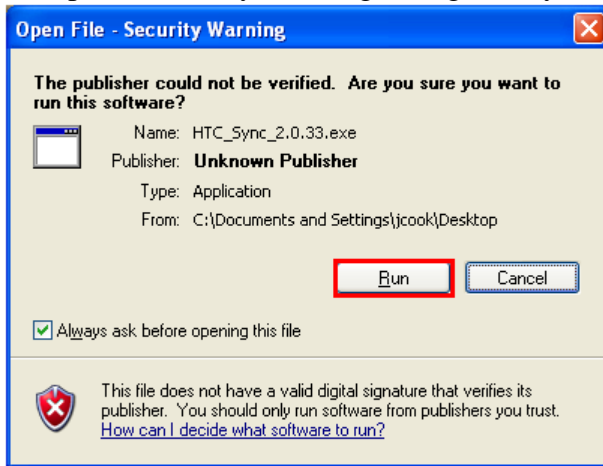 Open File - Security Warning
The publisher could not be verified. Are you sure you want to
run this software?
Name: HTC_Sync_2.0.33.exe
Publisher: Unknown Publisher
Type: Application
From: C:\Documents and Settings\jcook\Desktop
Run Cancel
Always ask before opening this file
This file does not have a valid digital signature that verifies its
publisher. You should only run software from publishers you trust.
How can I decide what software to run?